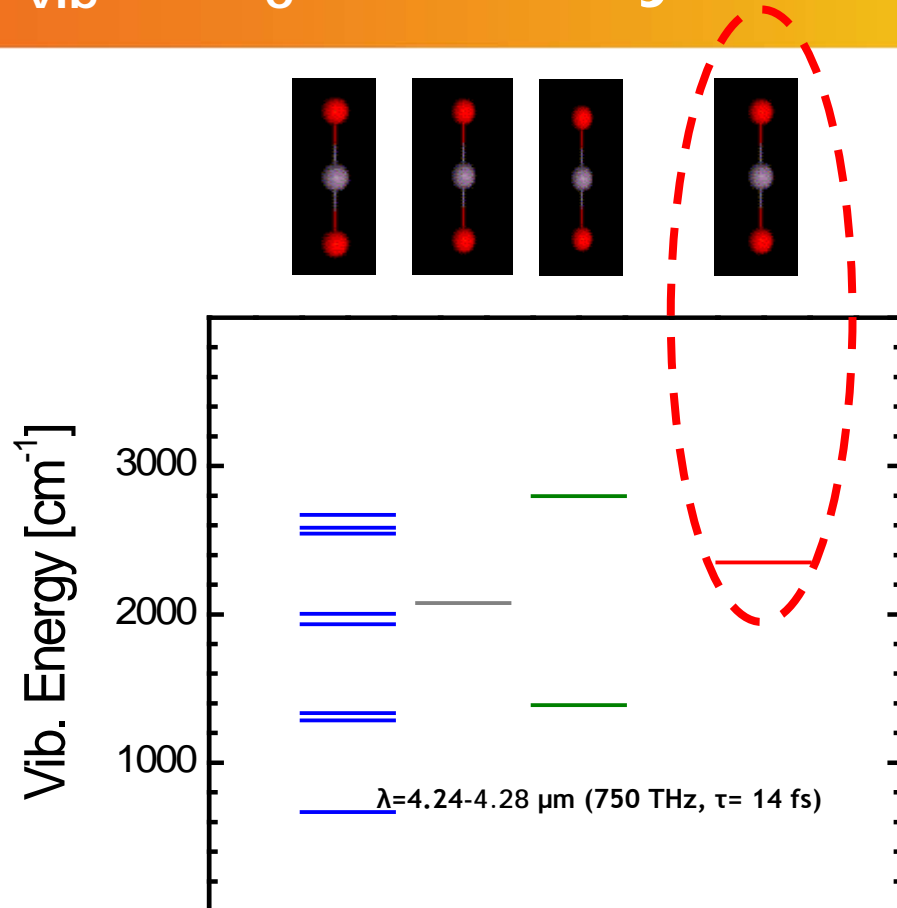 Vib. Energy [cm-1]
3000
2000
1000
λ=4.24-4.28 µm (750 THz, τ= 14 fs)